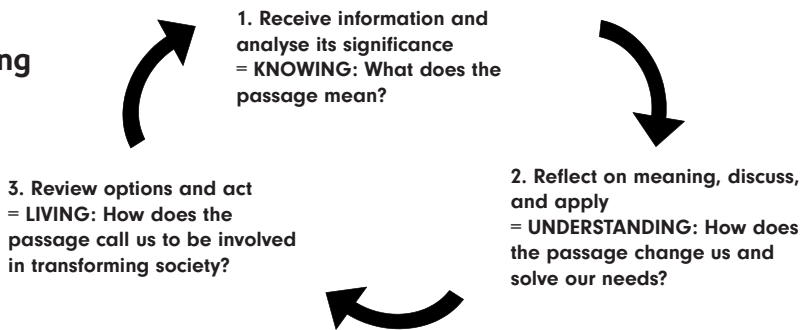 1. Receive information and
analyse its significance
= KNOWING: What does the
passage mean?
2. Reflect on meaning, discuss,
and apply
= UNDERSTANDING: How does
the passage change us and
solve our needs?
3. Review options and act
= LIVING: How does the
passage call us to be involved
in transforming society?